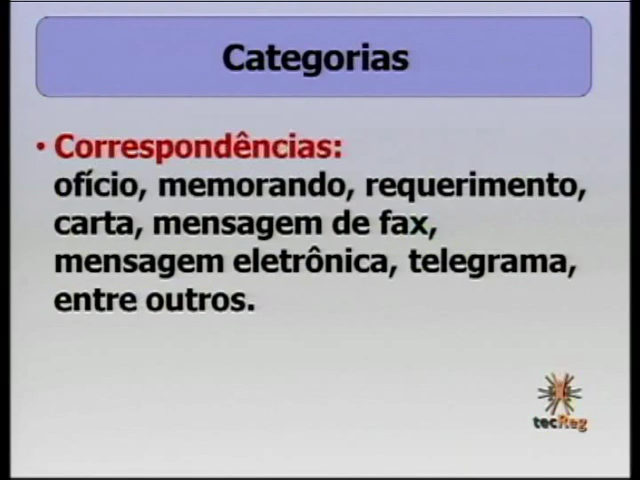 Categorias
• Correspondências:
ofício, memorando, requerimento,
carta, mensagem de fax,
mensagem eletrônica, telegrama,
entre outros.
tecReg